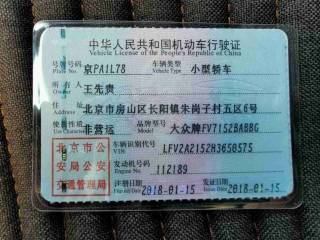 中华人民共和国机动车行驶证
Vehicle License of the People's Republic of China
号牌号码 京PA1L78 车辆类型 小型轿车
Plate No. Vehicle Type
所有人 王先贵
Owner
住址 北京市房山区长阳镇朱岗子村五区6号
Address
使用性质 非营运 品牌型号 大众牌FV7152BABBG
Use Character Model
北京市公安局公安交通管理局
车辆识别代号 LFV2A2152H3650575
VIN
发动机号码 112189
Engine No.
注册日期 2018-01-15 发证日期 2018-01-15
Register Date Issue Date